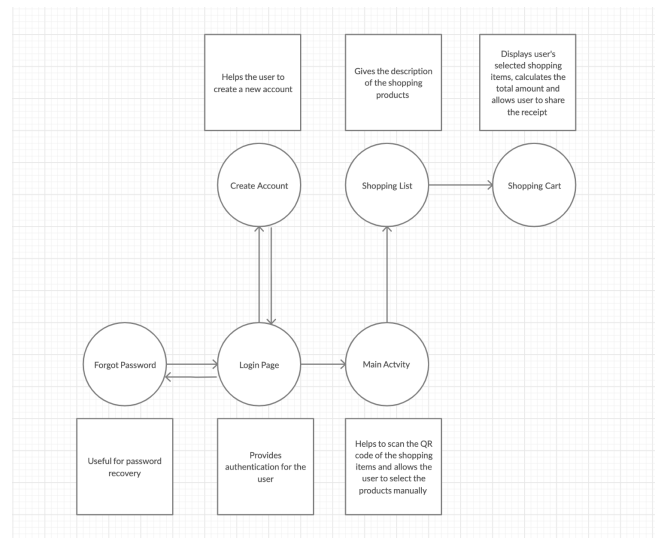 Helps the user to
create a new account
Gives the description
of the shopping
products
Displays user's
selected shopping
items, calculates the
total amount and
allows user to share
the receipt
Create Account
Shopping List
Shopping Cart
Forgot Password
Login Page
Main Actvity
Useful for password
recovery
Provides
authentication for the
user
Helps to scan the QR
code of the shopping
items and allows the
user to select the
products manually